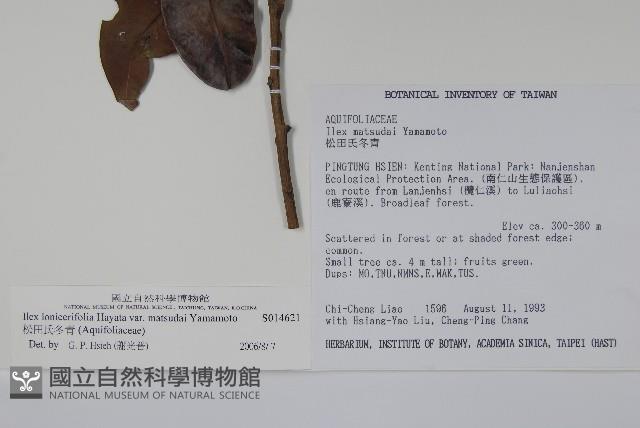 BOTANICAL INVENTORY OF TAIWAN
AQUIFOLIACEAE
Ilex matsudai Yamamoto
松田氏冬青
PINGTUNG HSIEN: Kenting National Park: Nanjenshan
Ecological Protection Area. (南仁山生態保護區).
en route from Lanjenhsi (欖仁溪) to Luliaohsi
(鹿寮溪). Broadleaf forest.
Elev ca. 300-360 m
Scattered in forest or at shaded forest edge;
common.
Small tree ca. 4 m tall; fruits green.
Dups: MO,TNU,NMNS,E,WAK,TUS.
Chi-Cheng Liao 1596 August 11, 1993
with Hsiang-Yao Liu, Cheng-Ping Chang
HERBARIUM, INSTITUTE OF BOTANY, ACADEMIA SINICA, TAIPEI (HAST)
國立自然科學博物館
NATIONAL MUSEUM OF NATURAL SCIENCE, TAICHUNG, TAIWAN, R.O.CHINA
Ilex lonicerifolia Hayata var. matsudai Yamamoto S014621
松田氏冬青 (Aquifoliaceae)
Det. by G. P. Hsieh (謝光普) 2006/8/7
國立自然科學博物館
NATIONAL MUSEUM OF NATURAL SCIENCE